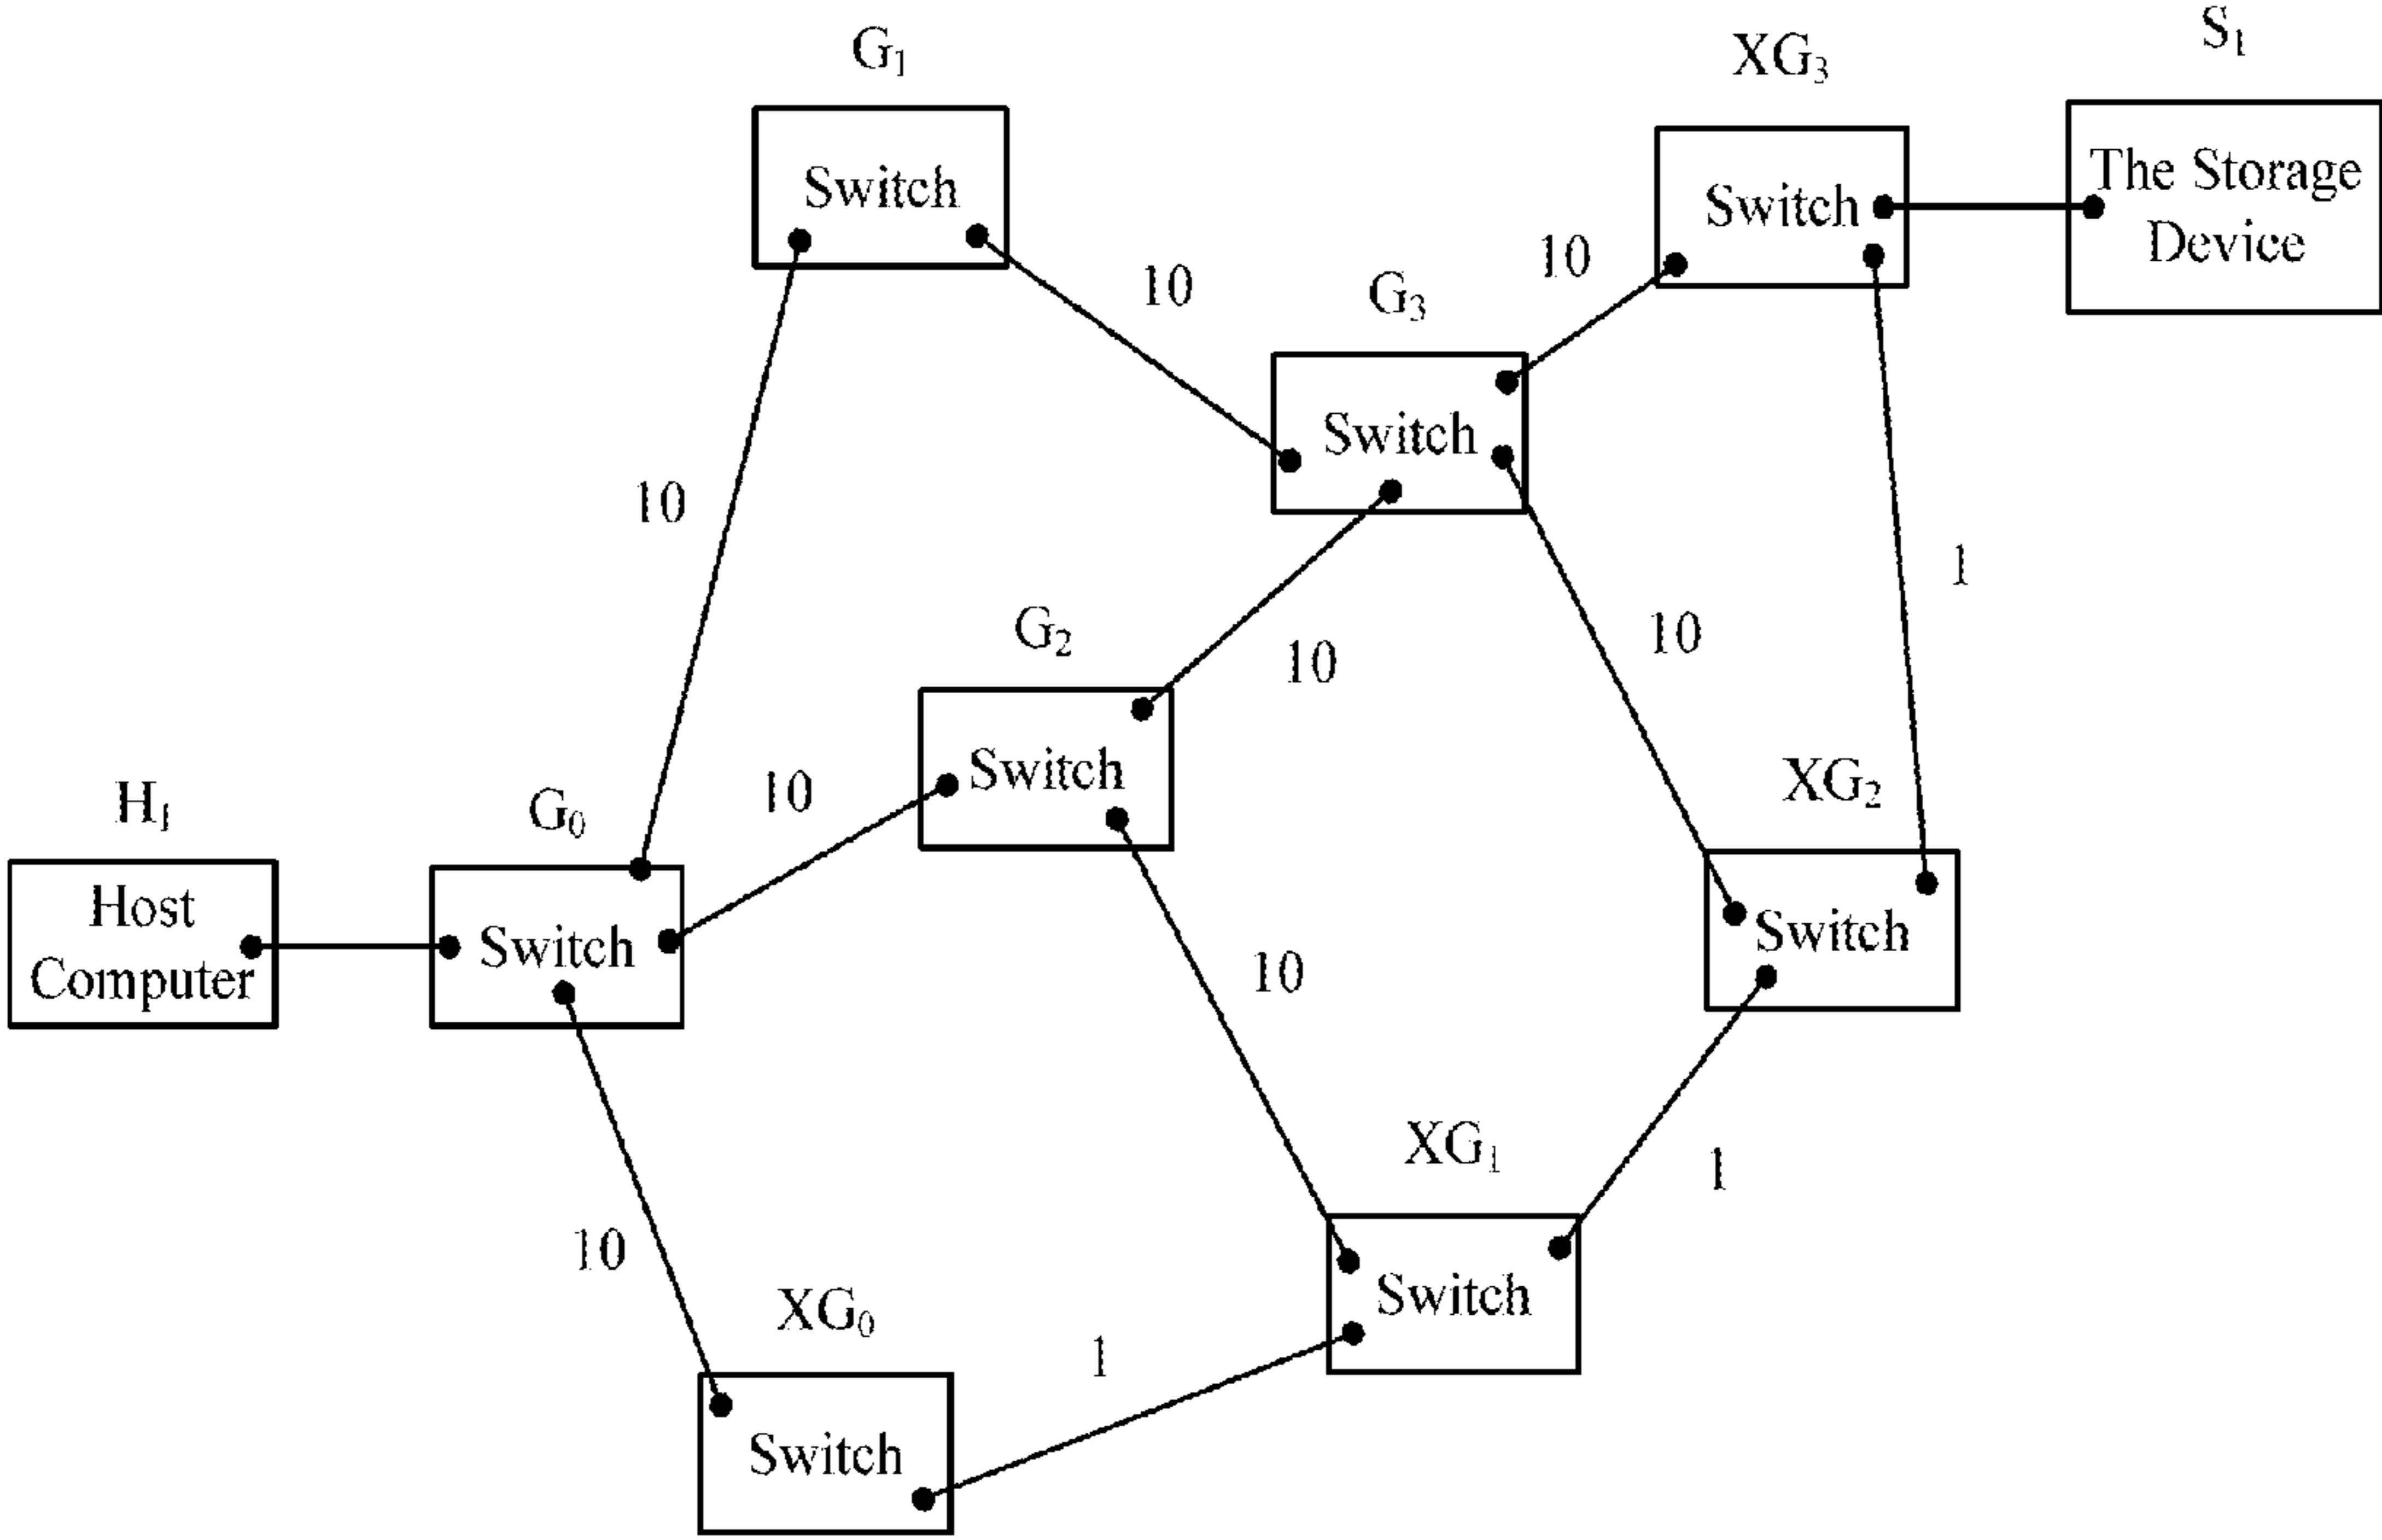 G₁
Switch
XG₃
Switch
S₁
The Storage
Device
10
10
G₃
Switch
10
10
10
1
G₂
Switch
10
10
10
XG₂
Switch
H₁
Host
Computer
G₀
Switch
10
XG₁
Switch
1
XG₀
Switch
1